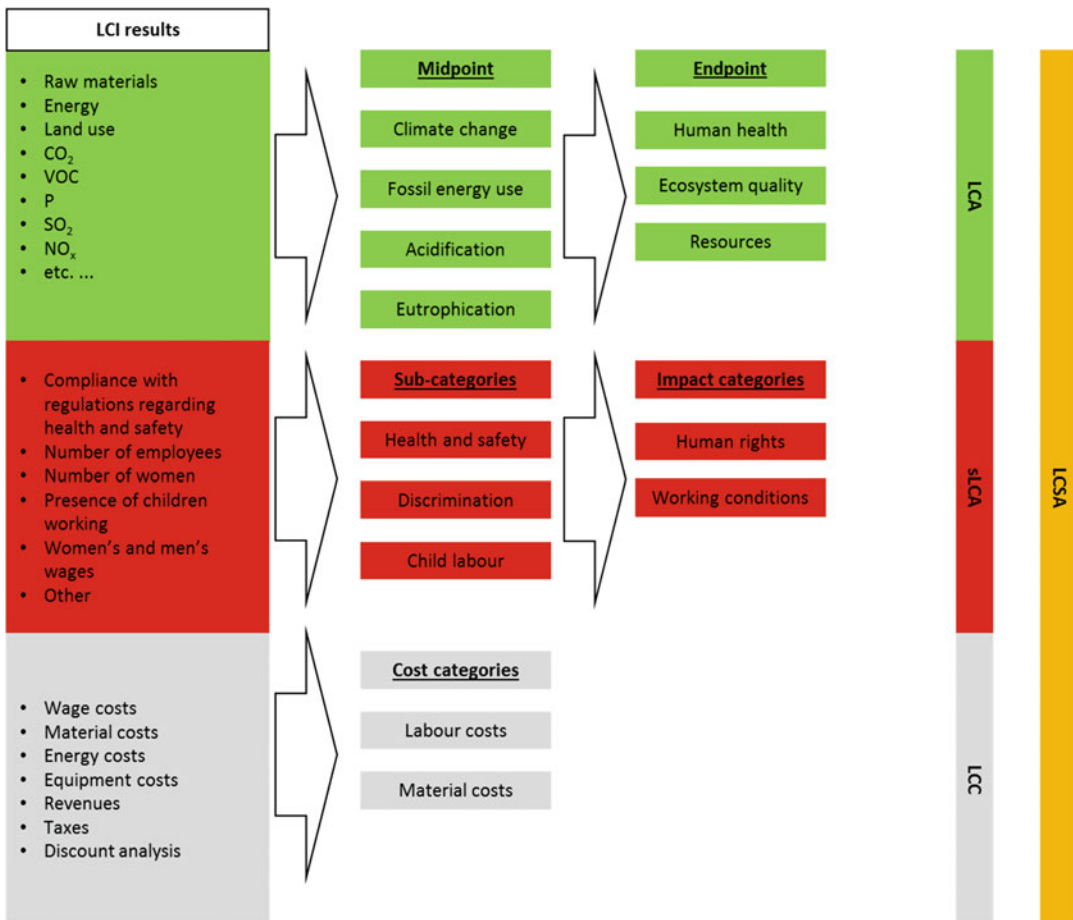 LCI results
• Raw materials
• Energy
• Land use
• CO₂
• VOC
• P
• SO₂
• NOₓ
• etc. ...
Midpoint
Climate change
Fossil energy use
Acidification
Eutrophication
Endpoint
Human health
Ecosystem quality
Resources
LCA
• Compliance with
regulations regarding
health and safety
• Number of employees
• Number of women
• Presence of children
working
• Women’s and men’s
wages
• Other
Sub-categories
Health and safety
Discrimination
Child labour
Impact categories
Human rights
Working conditions
sLCA
• Wage costs
• Material costs
• Energy costs
• Equipment costs
• Revenues
• Taxes
• Discount analysis
Cost categories
Labour costs
Material costs
LCC
LCSA